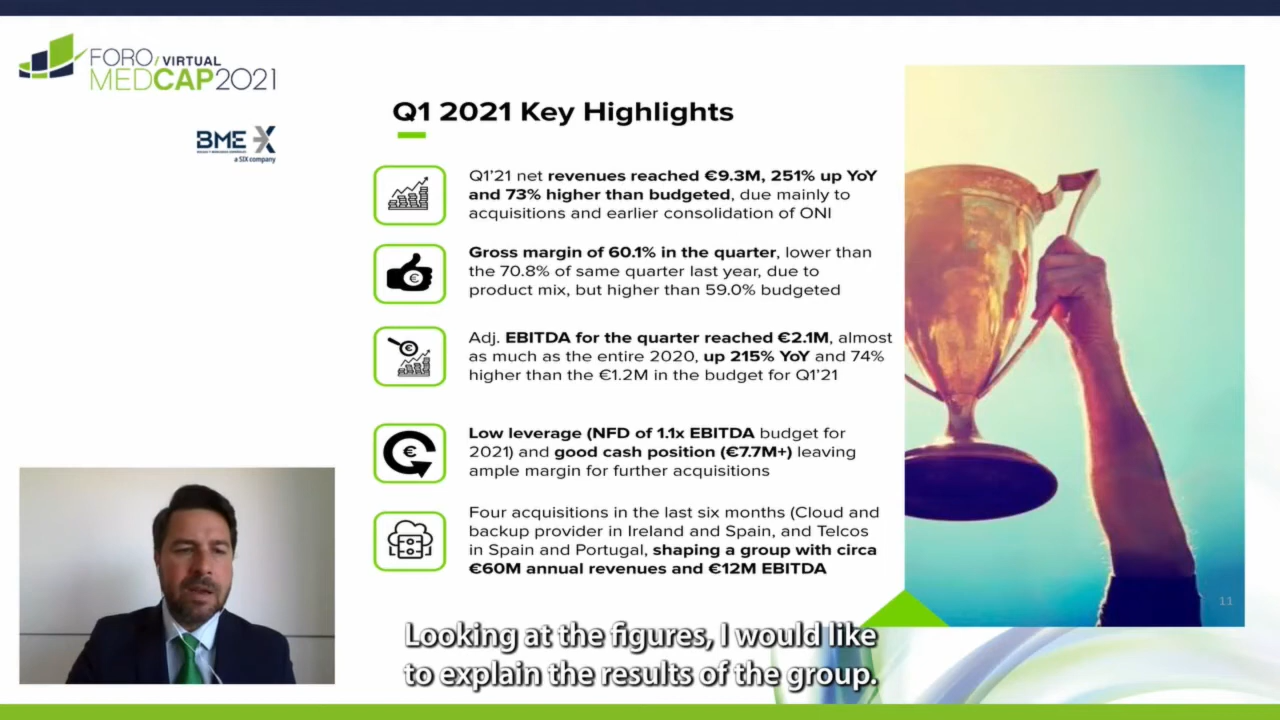 FORO/VIRTUAL
MEDCAP2021
BME X
a SIX company
Q1 2021 Key Highlights
Q1'21 net revenues reached €9.3M, 251% up YoY
and 73% higher than budgeted, due mainly to
acquisitions and earlier consolidation of ONI
Gross margin of 60.1% in the quarter, lower than
the 70.8% of same quarter last year, due to
product mix, but higher than 59.0% budgeted
Adj. EBITDA for the quarter reached €2.1M, almost
as much as the entire 2020, up 215% YoY and 74%
higher than the €1.2M in the budget for Q1'21
Low leverage (NFD of 1.1x EBITDA budget for
2021) and good cash position (€7.7M+) leaving
ample margin for further acquisitions
Four acquisitions in the last six months (Cloud and
backup provider in Ireland and Spain, and Telcos
in Spain and Portugal, shaping a group with circa
€60M annual revenues and €12M EBITDA
11
Looking at the figures, I would like
to explain the results of the group.